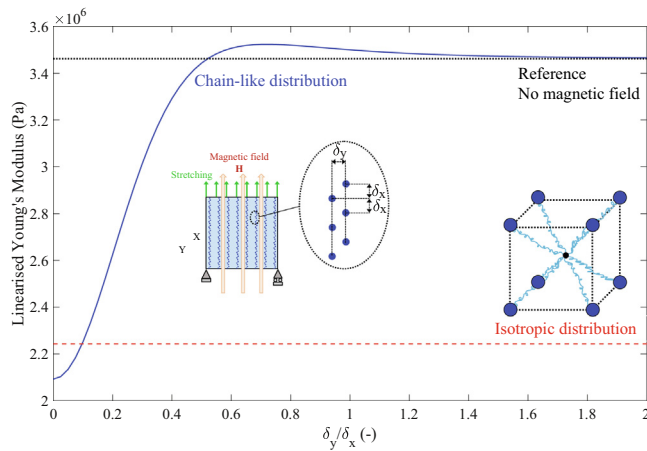 ×10⁶
3.6
3.4
3.2
3
2.8
2.6
2.4
2.2
2
Linearised Young's Modulus (Pa)
Chain-like distribution
Reference
No magnetic field
Magnetic field
H
Stretching
X
Y
δy
δx
δx
Isotropic distribution
0 0.2 0.4 0.6 0.8 1 1.2 1.4 1.6 1.8 2
δy/δx (-)